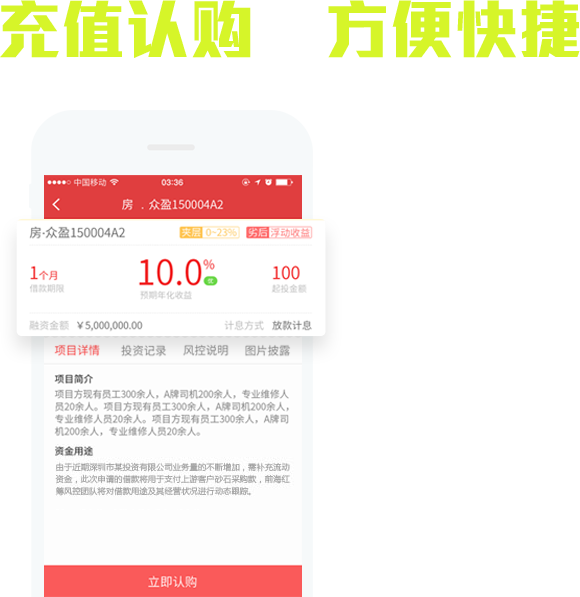 充值认购 方便快捷
中国移动 03:36
房 . 众盈150004A2
房-众盈150004A2 夹层 0~23% 劣后 浮动收益
1个月 10.0% 100
借款期限 预期年化收益 起投金额
融资金额 ￥5,000,000.00 计息方式 放款计息
项目详情 投资记录 风控说明 图片披露
项目简介
项目方现有员工300余人，A牌司机200余人，专业维修人
员20余人。项目方现有员工300余人，A牌司机200余人，
专业维修人员20余人。项目方现有员工300余人，A牌司
机200余人，专业维修人员20余人。
资金用途
由于近期深圳市某投资有限公司业务量的不断增加，需补充流动
资金，此次申请的借款将用于支付上游客户砂石采购款，前海红
筹风控团队将对借款用途及其经营状况进行动态跟踪。
立即认购